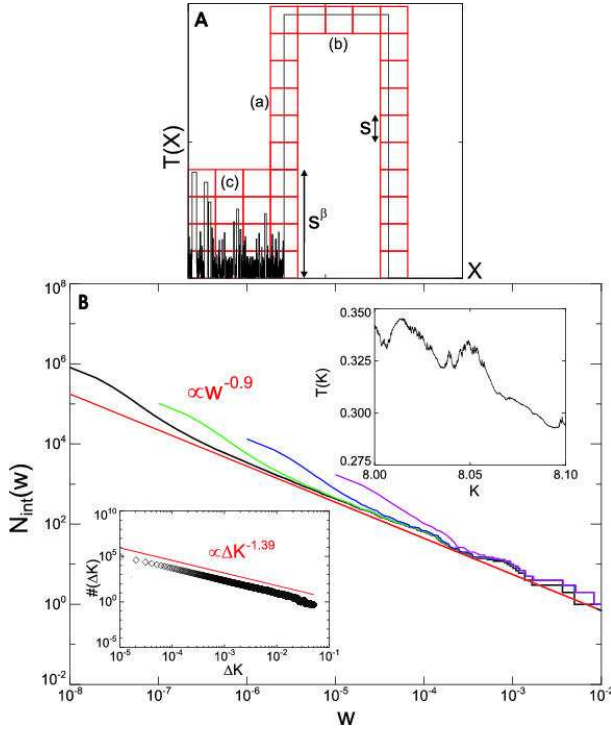 A
T(X)
(a)
(b)
(c)
S
S^β
X
B
N_int(w)
10^8
10^6
10^4
10^2
10^0
10^-2
∝w^-0.9
0.350
0.325
0.300
0.275
T(K)
8.00
8.05
8.10
K
10^10
10^5
10^0
10^-5
#(ΔK)
∝ΔK^-1.39
10^-5
10^-4
10^-3
10^-2
10^-1
ΔK
10^-8
10^-7
10^-6
10^-5
10^-4
10^-3
10^-2
w